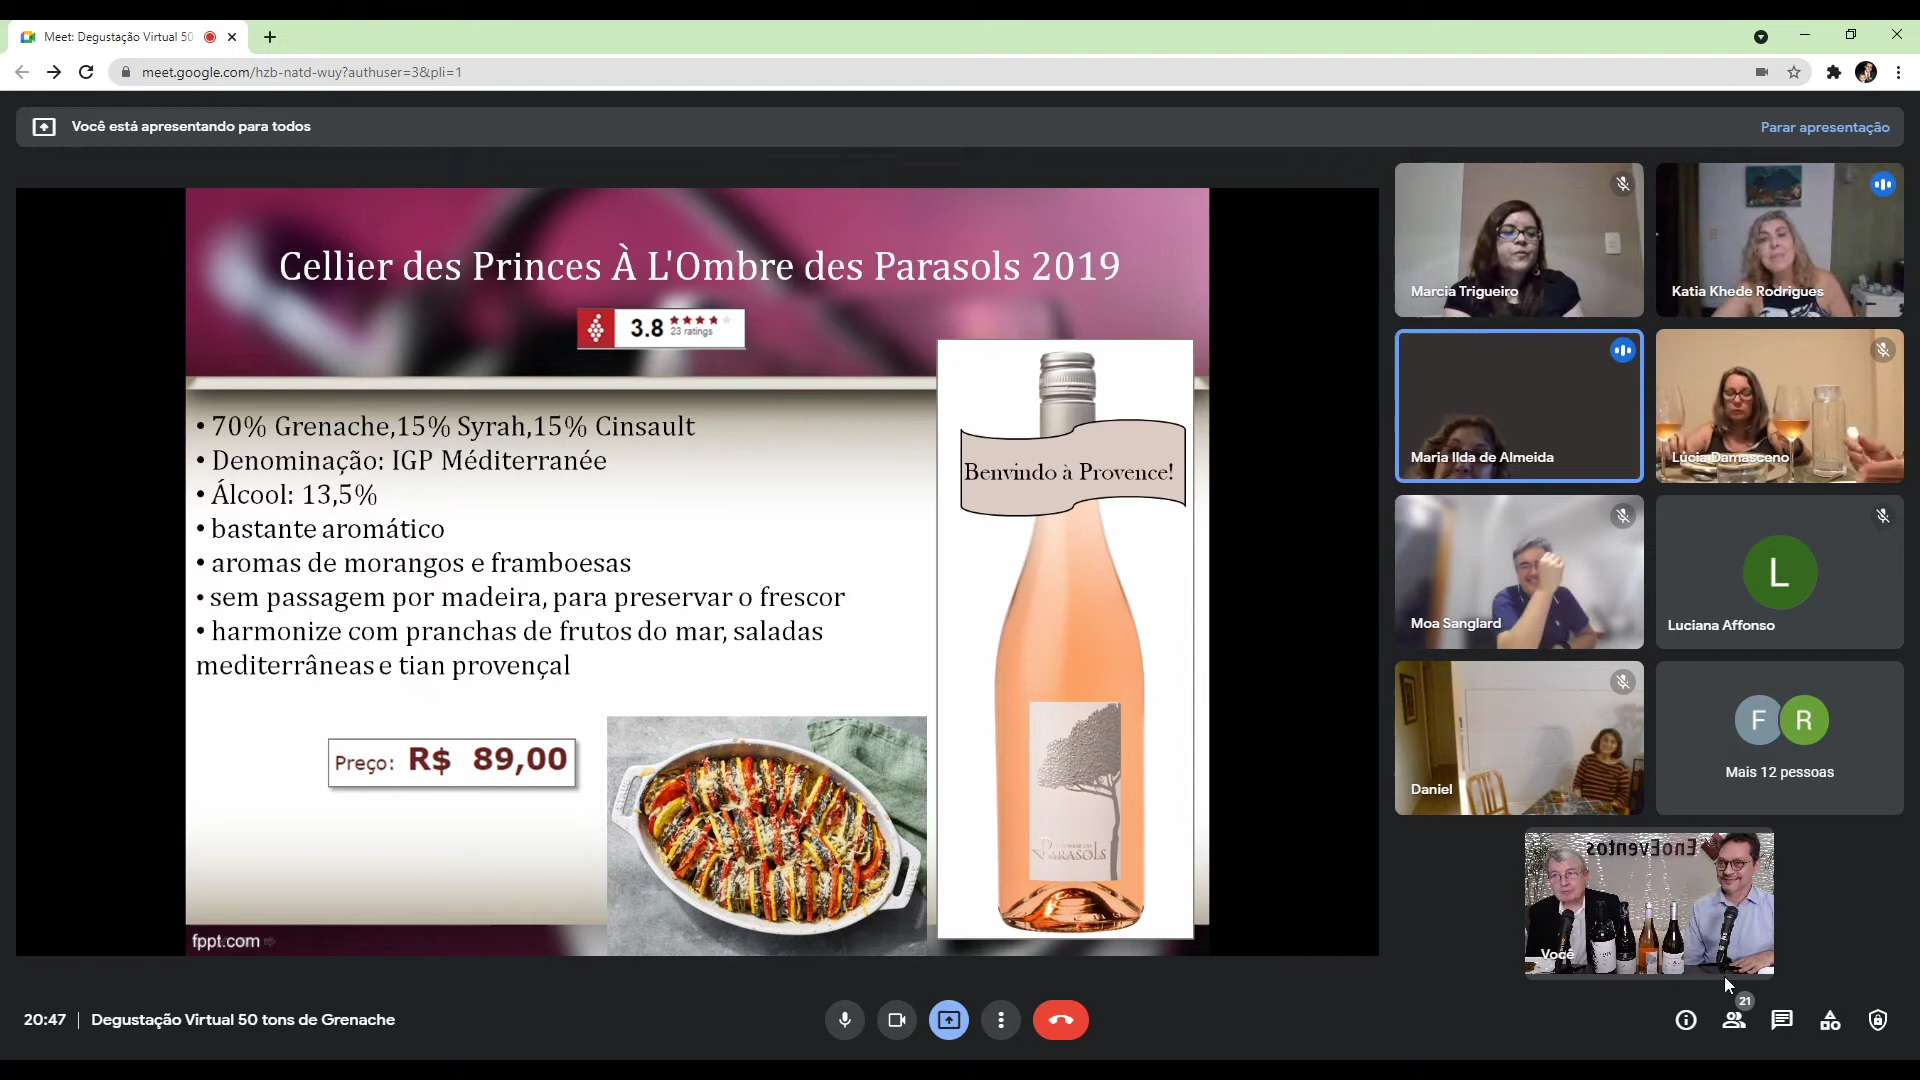 Meet: Degustação Virtual 50
meet.google.com/hzb-natd-wuy?authuser=3&pli=1
Você está apresentando para todos
Parar apresentação
Cellier des Princes À L'Ombre des Parasols 2019
3.8
23 ratings
• 70% Grenache,15% Syrah,15% Cinsault
• Denominação: IGP Méditerranée
• Álcool: 13,5%
• bastante aromático
• aromas de morangos e framboesas
• sem passagem por madeira, para preservar o frescor
• harmonize com pranchas de frutos do mar, saladas
mediterrâneas e tian provençal
Preço: R$ 89,00
Benvindo à Provence!
PARASOLS
fppt.com
Marcia Trigueiro
Katia Khede Rodrigues
Maria Ilda de Almeida
Lúcia Damasceno
Moa Sanglard
L
Luciana Affonso
Daniel
F
R
Mais 12 pessoas
EnoEventos
Você
20:47
Degustação Virtual 50 tons de Grenache
21